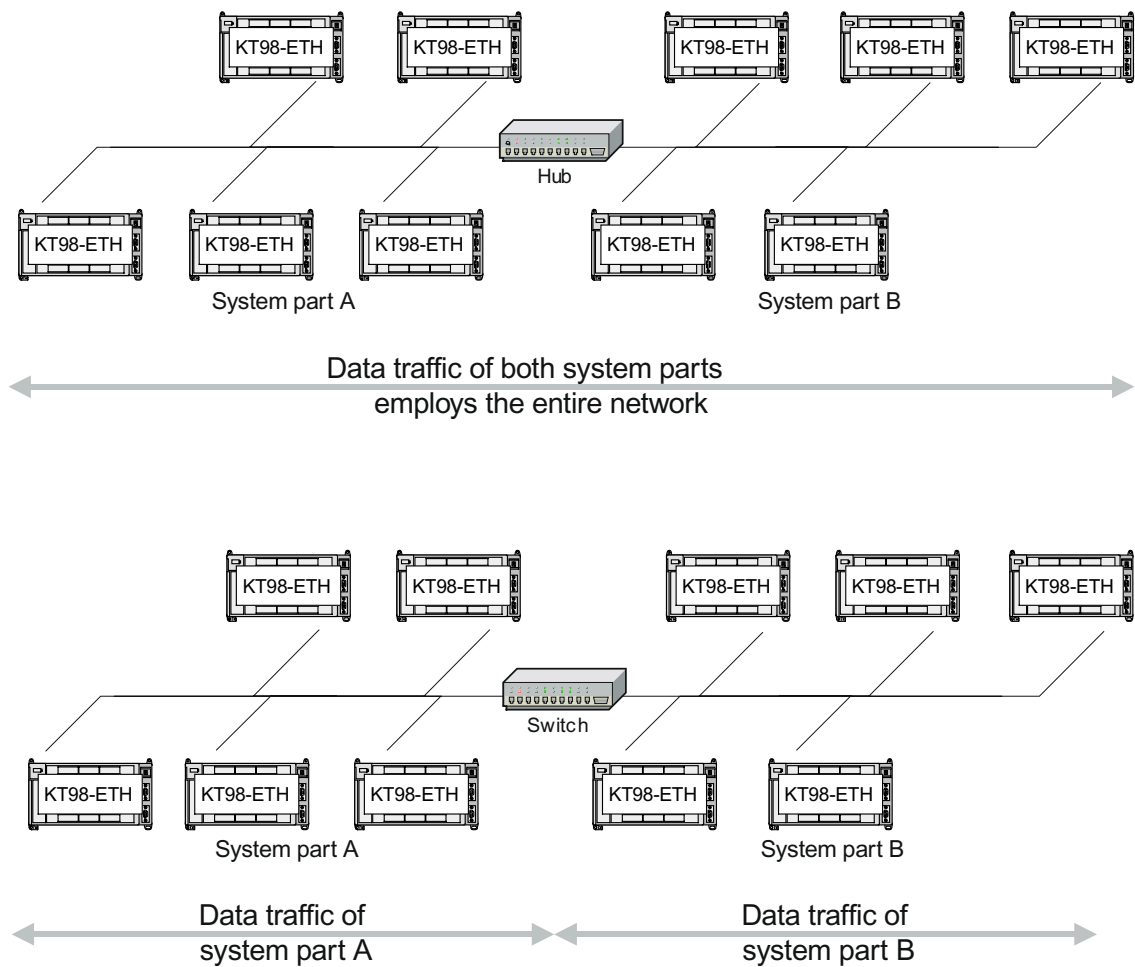 KT98-ETH KT98-ETH KT98-ETH KT98-ETH KT98-ETH
Hub
KT98-ETH KT98-ETH KT98-ETH KT98-ETH KT98-ETH
System part A System part B
Data traffic of both system parts
employs the entire network
KT98-ETH KT98-ETH KT98-ETH KT98-ETH KT98-ETH
Switch
KT98-ETH KT98-ETH KT98-ETH KT98-ETH KT98-ETH
System part A System part B
Data traffic of Data traffic of
system part A system part B